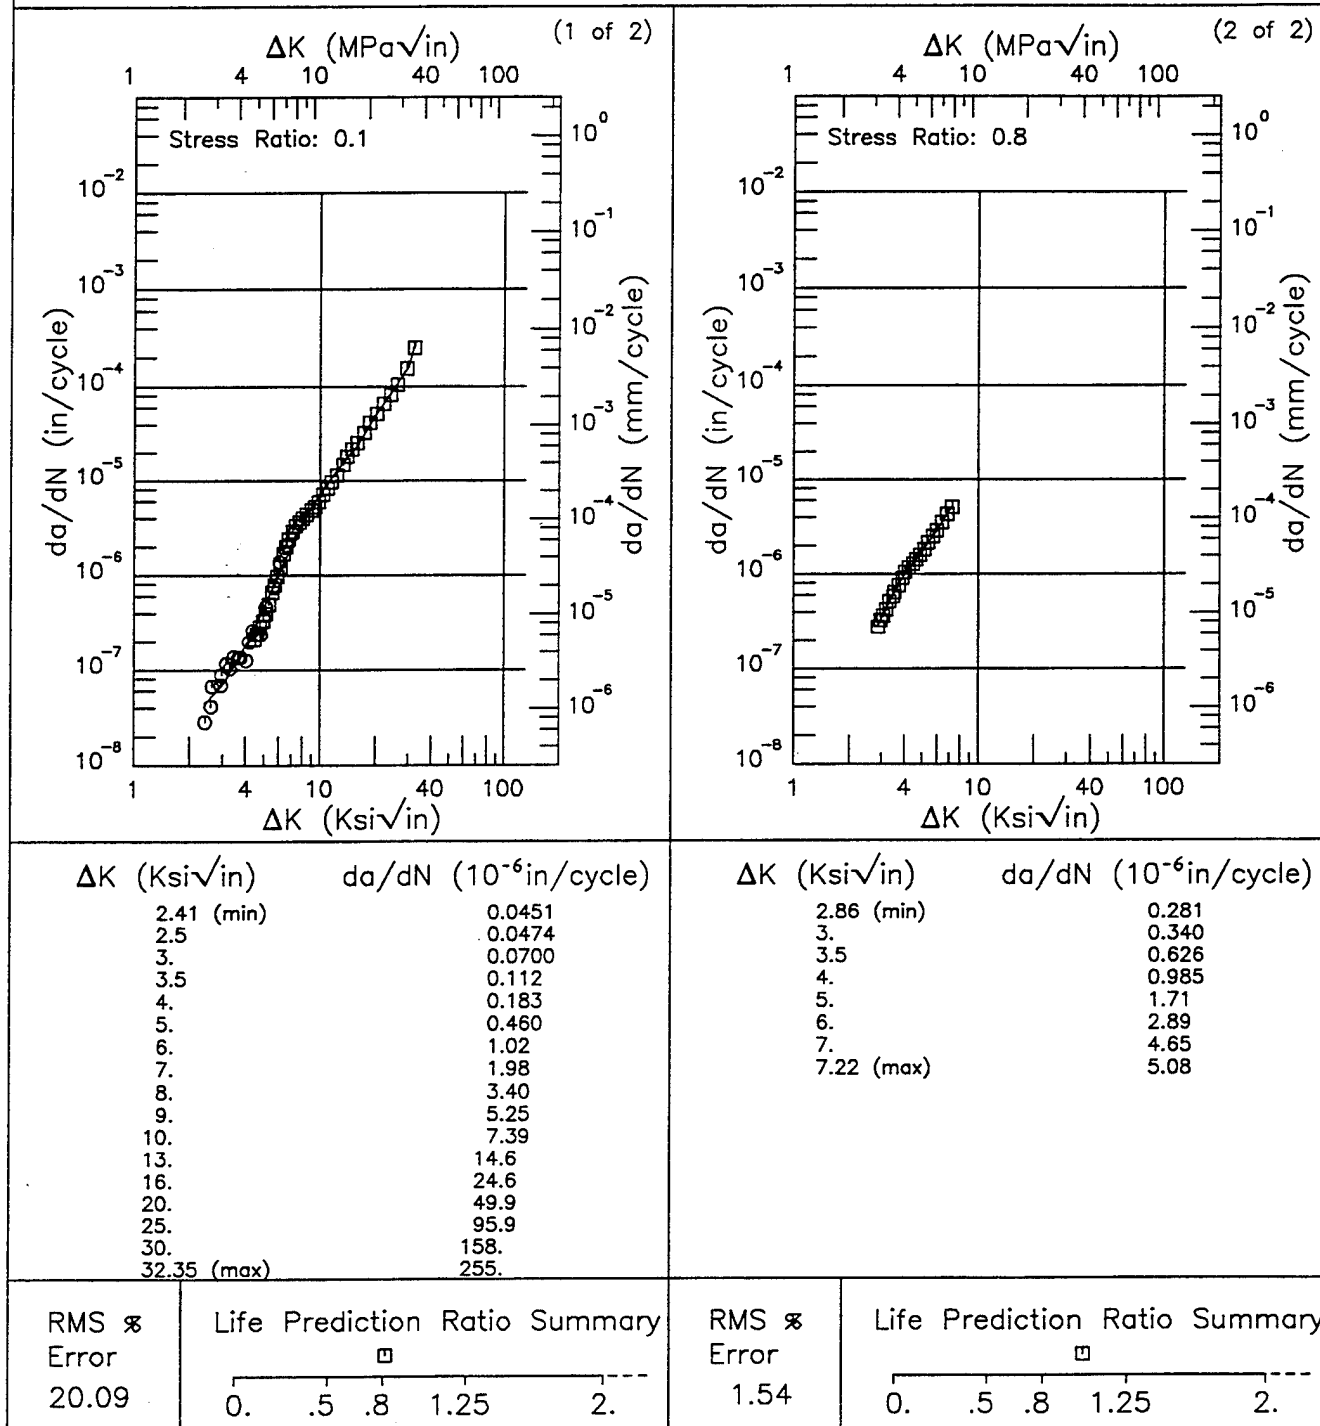 (1 of 2)
ΔK (MPa√in)
1 4 10 40 100
Stress Ratio: 0.1
10⁰
10⁻²
10⁻¹
10⁻³
10⁻²
10⁻⁴
10⁻³
10⁻⁵
10⁻⁴
10⁻⁶
10⁻⁵
10⁻⁷
10⁻⁶
10⁻⁸
da/dN (in/cycle)
da/dN (mm/cycle)
1 4 10 40 100
ΔK (Ksi√in)
(2 of 2)
ΔK (MPa√in)
1 4 10 40 100
Stress Ratio: 0.8
10⁰
10⁻²
10⁻¹
10⁻³
10⁻²
10⁻⁴
10⁻³
10⁻⁵
10⁻⁴
10⁻⁶
10⁻⁵
10⁻⁷
10⁻⁶
10⁻⁸
da/dN (in/cycle)
da/dN (mm/cycle)
1 4 10 40 100
ΔK (Ksi√in)
ΔK (Ksi√in) da/dN (10⁻⁶in/cycle)
2.41 (min) 0.0451
2.5 0.0474
3. 0.0700
3.5 0.112
4. 0.183
5. 0.460
6. 1.02
7. 1.98
8. 3.40
9. 5.25
10. 7.39
13. 14.6
16. 24.6
20. 49.9
25. 95.9
30. 158.
32.35 (max) 255.
ΔK (Ksi√in) da/dN (10⁻⁶in/cycle)
2.86 (min) 0.281
3. 0.340
3.5 0.626
4. 0.985
5. 1.71
6. 2.89
7. 4.65
7.22 (max) 5.08
RMS %
Error
20.09
Life Prediction Ratio Summary
0. .5 .8 1.25 2.
RMS %
Error
1.54
Life Prediction Ratio Summary
0. .5 .8 1.25 2.